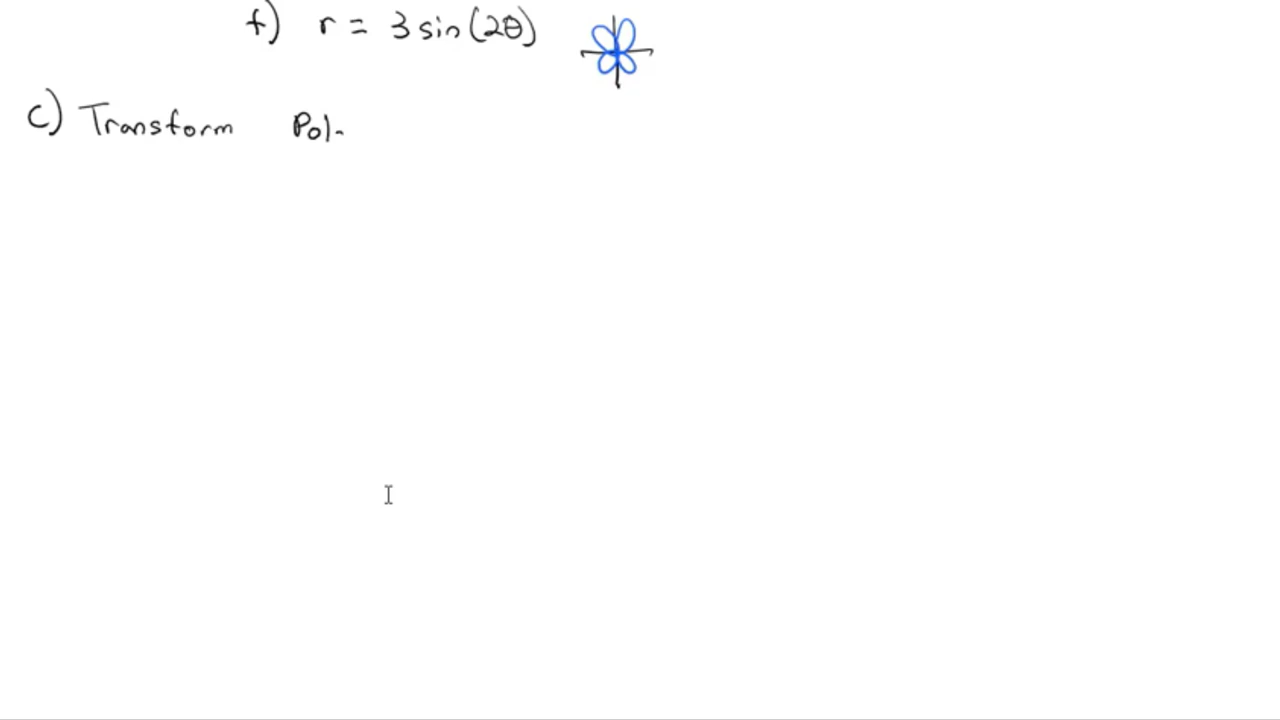 f) r = 3 sin(2θ)
c) Transform Pol